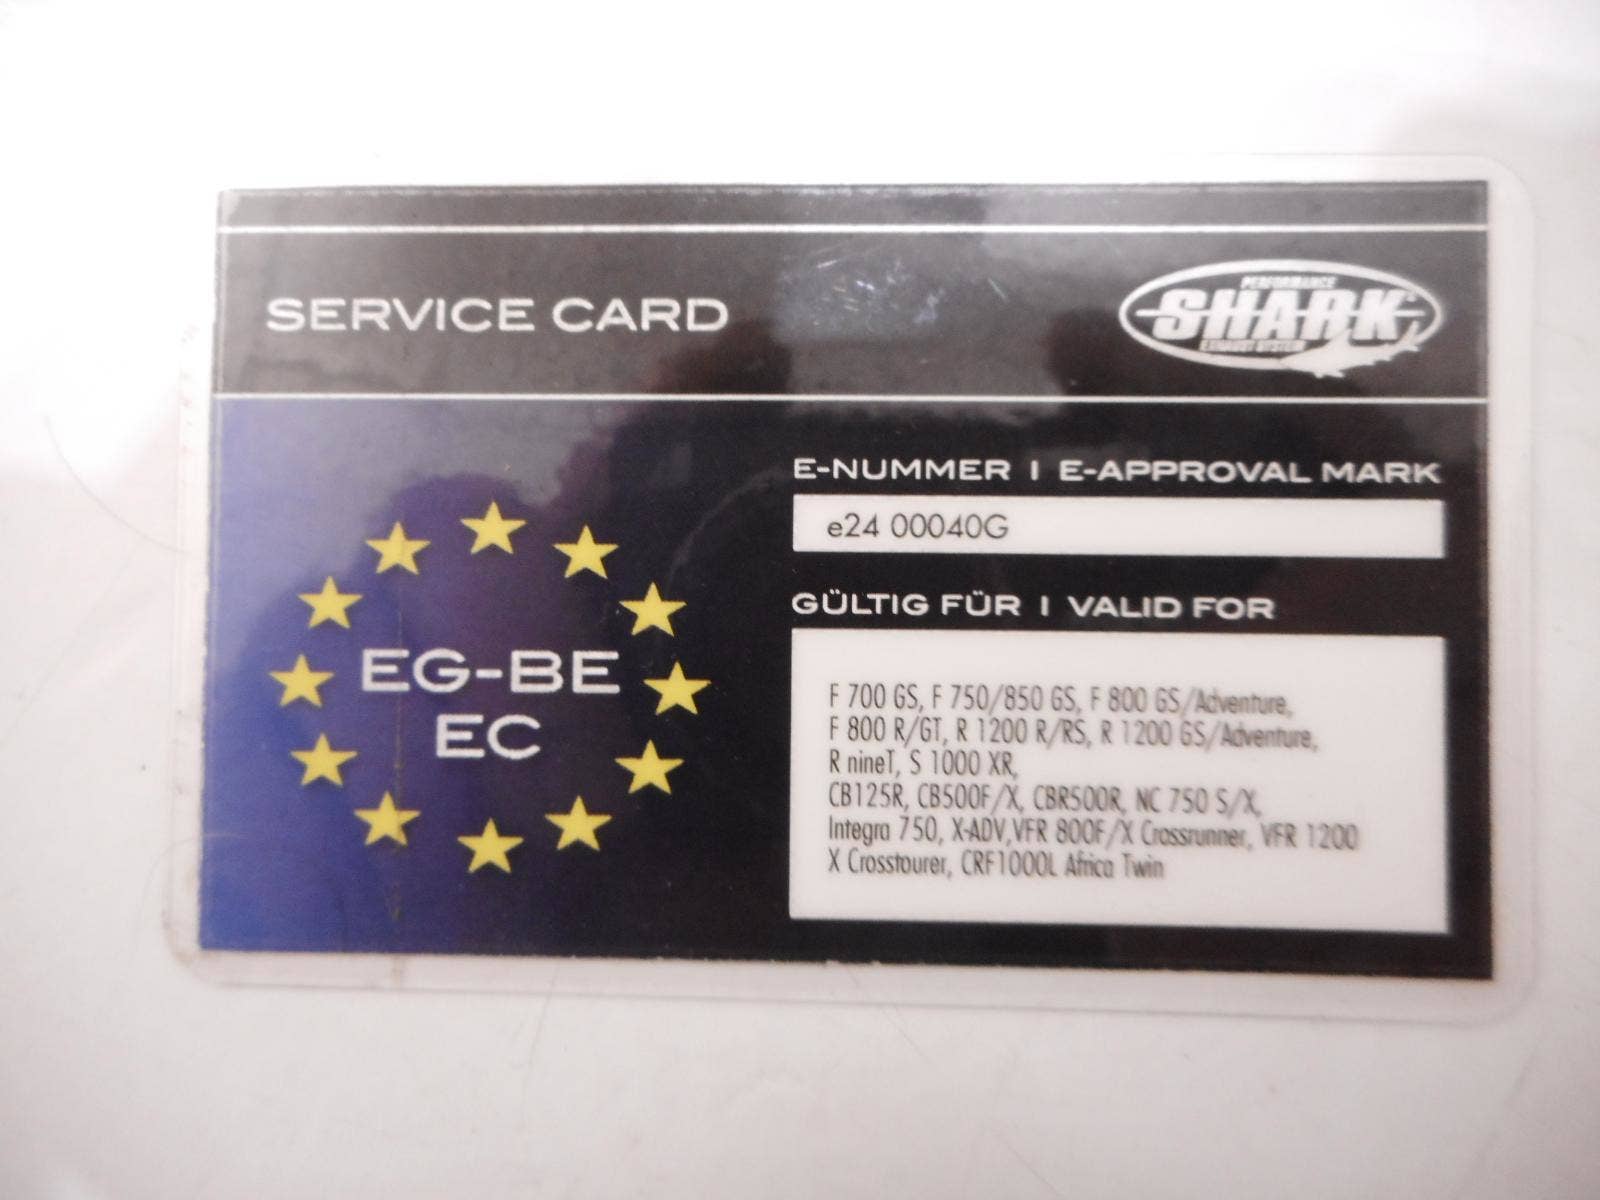 SERVICE CARD
PERFORMANCE
SHARK
EXHAUST SYSTEM
E-NUMMER | E-APPROVAL MARK
e24 00040G
GÜLTIG FÜR | VALID FOR
EG-BE
EC
F 700 GS, F 750/850 GS, F 800 GS/Adventure,
F 800 R/GT, R 1200 R/RS, R 1200 GS/Adventure,
R nineT, S 1000 XR,
CB125R, CB500F/X, CBR500R, NC 750 S/X,
Integra 750, X-ADV,VFR 800F/X Crossrunner, VFR 1200
X Crosstourer, CRF1000L Africa Twin